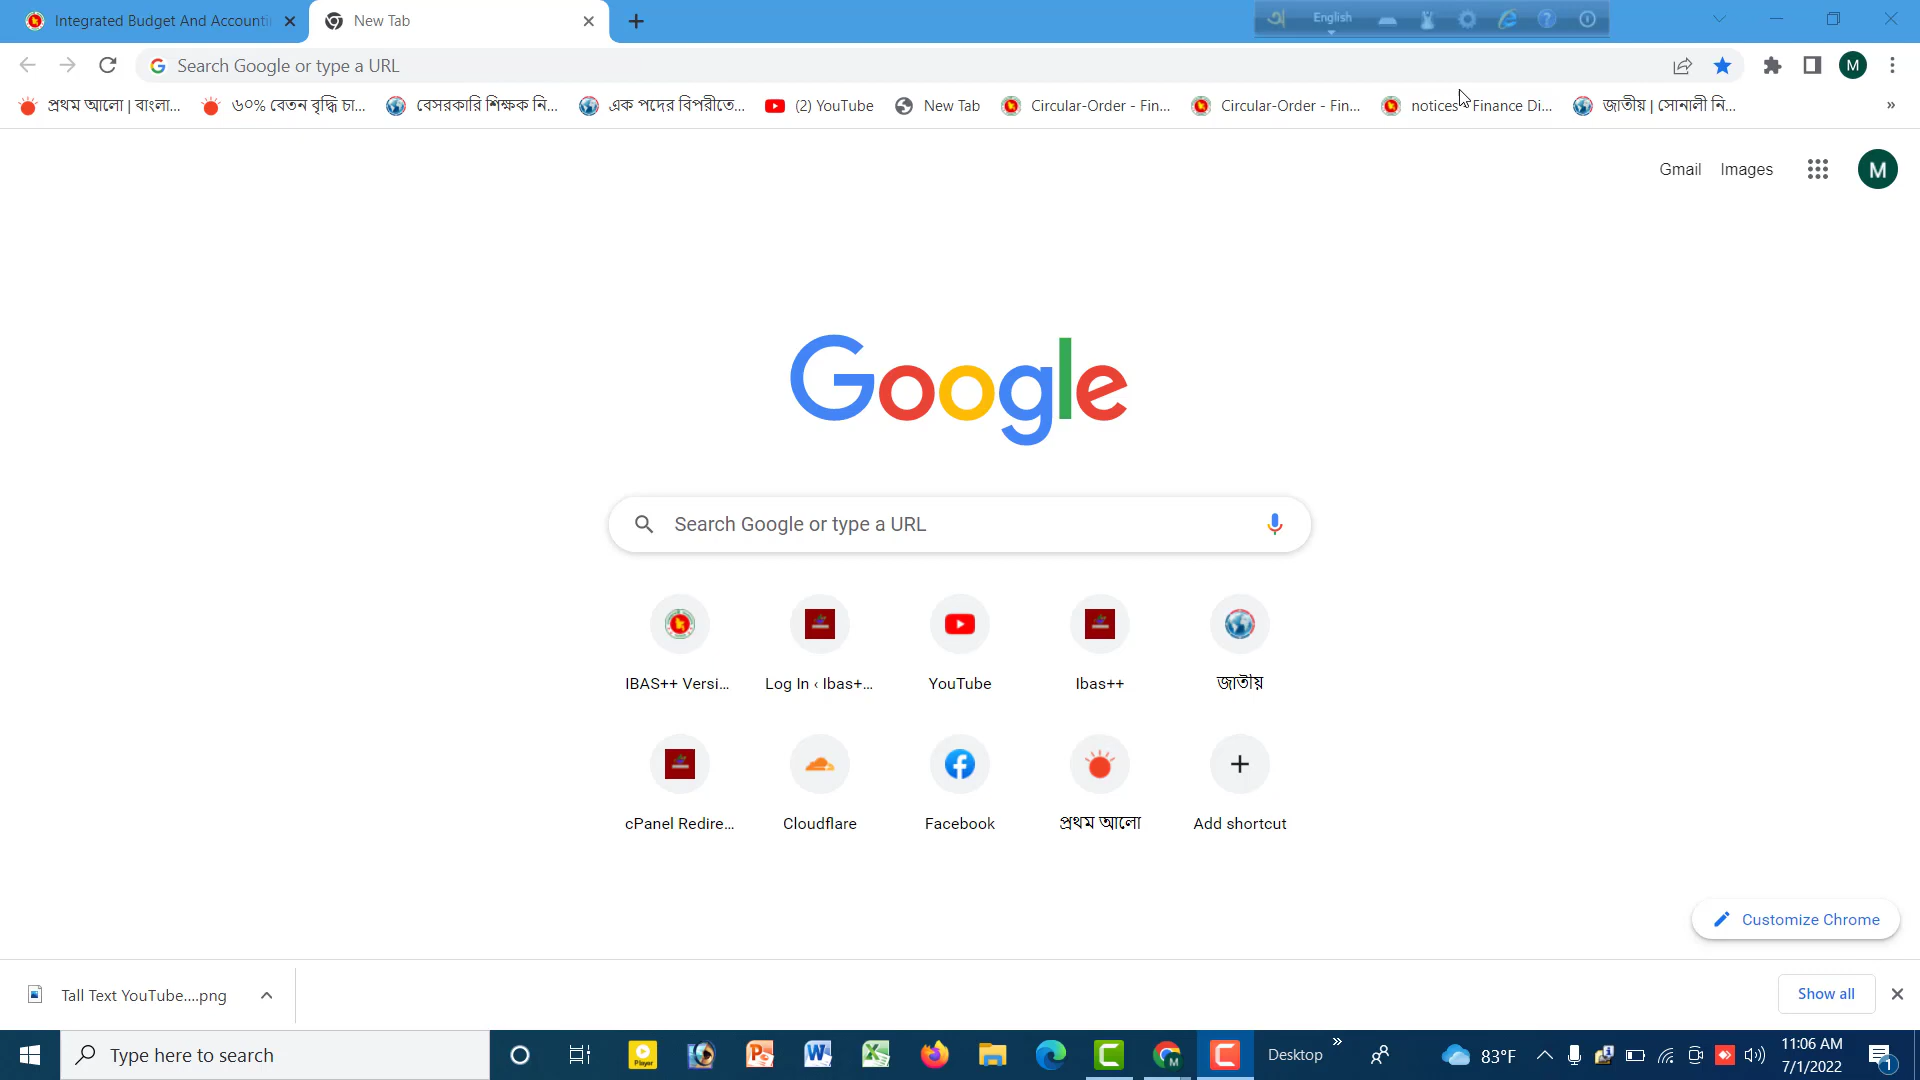 Integrated Budget And Accounti
New Tab
English
Search Google or type a URL
প্রথম আলো | বাংলা...
৬০% বেতন বৃদ্ধি চা...
বেসরকারি শিক্ষক নি...
এক পদের বিপরীতে...
(2) YouTube
New Tab
Circular-Order - Fin...
Circular-Order - Fin...
notices - Finance Di...
জাতীয় | সোনালী নি...
»
Gmail
Images
M
M
Google
Search Google or type a URL
IBAS++ Versi...
Log In ‹ Ibas+...
YouTube
Ibas++
জাতীয়
cPanel Redire...
Cloudflare
Facebook
প্রথম আলো
Add shortcut
Customize Chrome
Tall Text YouTube....png
Show all
Type here to search
Desktop
83°F
11:06 AM
7/1/2022
1